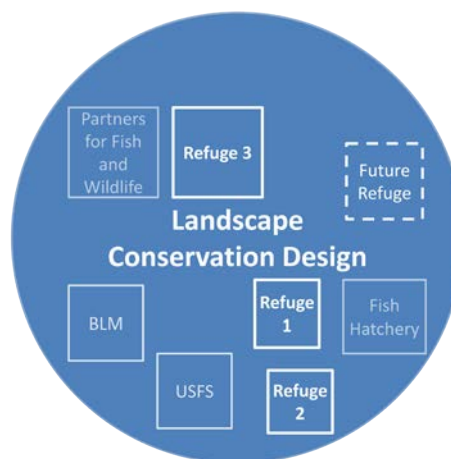 Partners
for Fish
and
Wildlife
Refuge 3
Future
Refuge
Landscape
Conservation Design
BLM
Refuge
1
Fish
Hatchery
USFS
Refuge
2